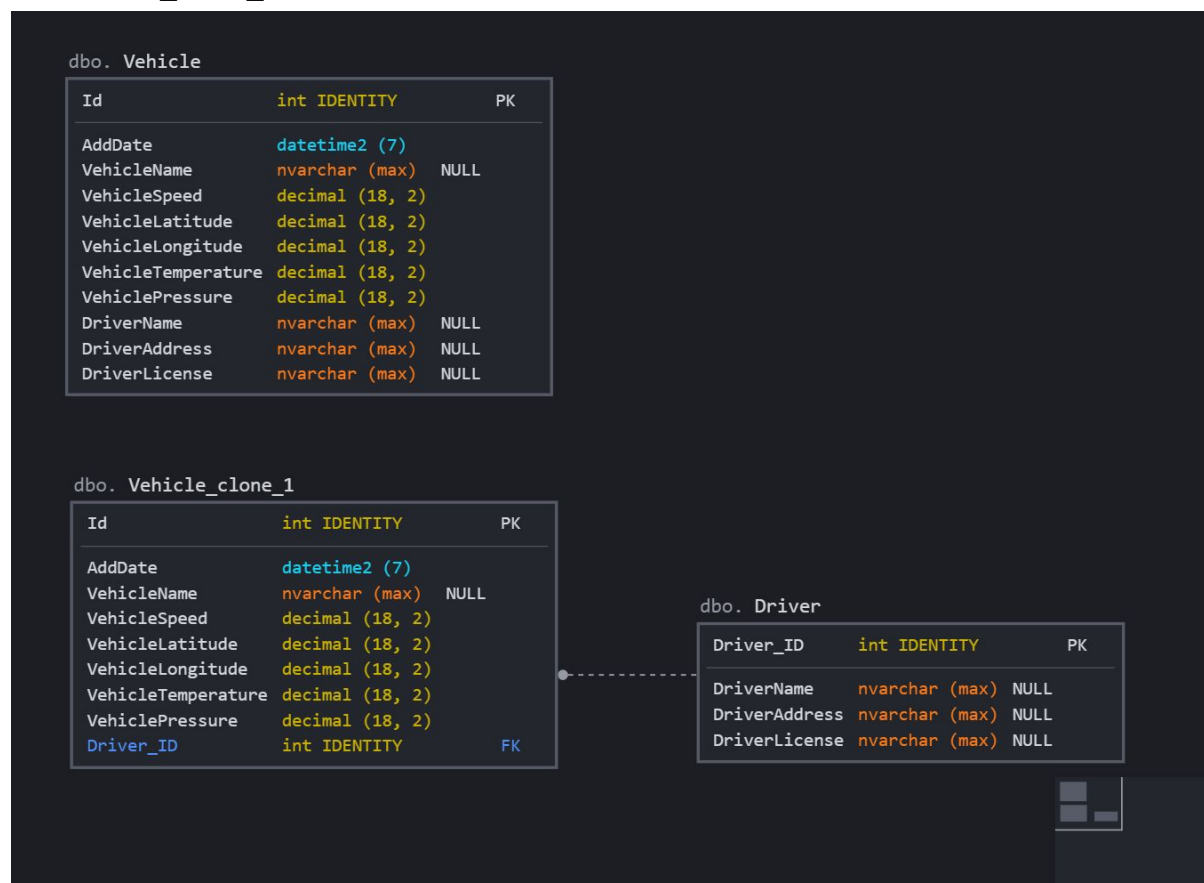 dbo. Vehicle
Id int IDENTITY PK
AddDate datetime2 (7)
VehicleName nvarchar (max) NULL
VehicleSpeed decimal (18, 2)
VehicleLatitude decimal (18, 2)
VehicleLongitude decimal (18, 2)
VehicleTemperature decimal (18, 2)
VehiclePressure decimal (18, 2)
DriverName nvarchar (max) NULL
DriverAddress nvarchar (max) NULL
DriverLicense nvarchar (max) NULL
dbo. Vehicle_clone_1
Id int IDENTITY PK
AddDate datetime2 (7)
VehicleName nvarchar (max) NULL
VehicleSpeed decimal (18, 2)
VehicleLatitude decimal (18, 2)
VehicleLongitude decimal (18, 2)
VehicleTemperature decimal (18, 2)
VehiclePressure decimal (18, 2)
Driver_ID int IDENTITY FK
dbo. Driver
Driver_ID int IDENTITY PK
DriverName nvarchar (max) NULL
DriverAddress nvarchar (max) NULL
DriverLicense nvarchar (max) NULL